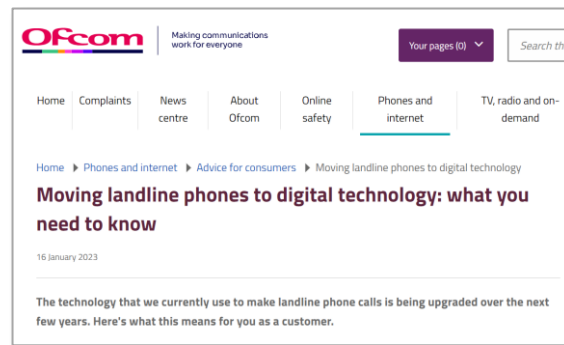 Ofcom
Making communications
work for everyone
Your pages (0)
Search th
Home
Complaints
News
centre
About
Ofcom
Online
safety
Phones and
internet
TV, radio and on-
demand
Home Phones and internet Advice for consumers Moving landline phones to digital technology
Moving landline phones to digital technology: what you
need to know
16 January 2023
The technology that we currently use to make landline phone calls is being upgraded over the next
few years. Here's what this means for you as a customer.